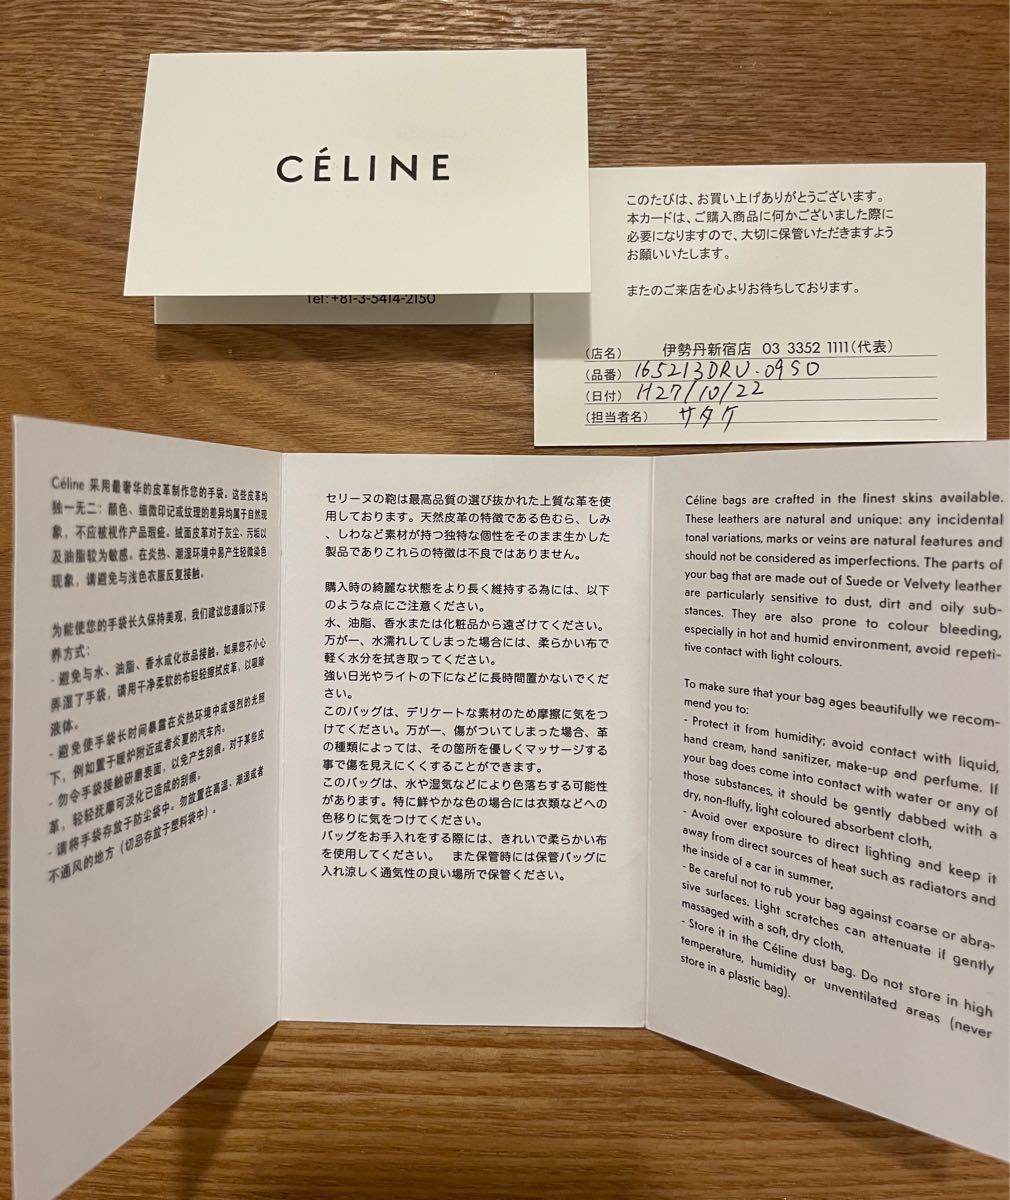 CÉLINE
Tel: +81-3-5414-2150
このたびは、お買い上げありがとうございます。
本カードは、ご購入商品に何かございました際に
必要になりますので、大切に保管いただきますよう
お願いいたします。
またのご来店を心よりお待ちしております。
(店名) 伊勢丹新宿店 03 3352 1111(代表)
(品番) 165213DRU.09SO
(日付) H27/10/22
(担当者名) サタケ
Céline 采用最奢华的皮革制作您的手袋。这些皮革均
独一无二：颜色、细微印记或纹理的差异均属于自然现
象，不应被视作产品瑕疵。绒面皮革对于灰尘、污垢以
及油脂较为敏感。在炎热、潮湿环境中易产生轻微染色
现象，请避免与浅色衣服反复接触。
为能使您的手袋长久保持美观，我们建议您遵循以下保
养方式：
- 避免与水、油脂、香水或化妆品接触。如果您不小心
弄湿了手袋，请用干净柔软的布轻轻擦拭皮革，以吸除
液体。
- 避免使手袋长时间暴露在炎热环境中或强烈的光照
下，例如置于暖炉附近或者炎夏的汽车内。
- 勿令手袋接触研磨表面，以免产生刮痕。对于某些皮
革，轻轻抚摩可淡化已造成的刮痕。
- 请将手袋存放于防尘袋中。勿放置在高温、潮湿或者
不通风的地方（切忌存放于塑料袋中）。
セリーヌの鞄は最高品質の選び抜かれた上質な革を使
用しております。天然皮革の特徴である色むら、しみ
、しわなど素材が持つ独特な個性をそのまま生かした
製品でありこれらの特徴は不良ではありません。
購入時の綺麗な状態をより長く維持する為には、以下
のような点にご注意ください。
水、油脂、香水または化粧品から遠ざけてください。
万が一、水濡れしてしまった場合には、柔らかい布で
軽く水分を拭き取ってください。
強い日光やライトの下になどに長時間置かないでくだ
さい。
このバッグは、デリケートな素材のため摩擦に気をつ
けてください。万が一、傷がついてしまった場合、革
の種類によっては、その箇所を優しくマッサージする
事で傷を見えにくくすることができます。
このバッグは、水や湿気などにより色落ちする可能性
があります。特に鮮やかな色の場合には衣類などへの
色移りに気をつけてください。
バッグをお手入れをする際には、きれいで柔らかい布
を使用してください。 また保管時には保管バッグに
入れ涼しく通気性の良い場所で保管ください。
Céline bags are crafted in the finest skins available.
These leathers are natural and unique: any incidental
tonal variations, marks or veins are natural features and
should not be considered as imperfections. The parts of
your bag that are made out of Suede or Velvety leather
are particularly sensitive to dust, dirt and oily sub-
stances. They are also prone to colour bleeding,
especially in hot and humid environment, avoid repeti-
tive contact with light colours.
To make sure that your bag ages beautifully we recom-
mend you to:
- Protect it from humidity; avoid contact with liquid,
hand cream, hand sanitizer, make-up and perfume. If
your bag does come into contact with water or any of
those substances, it should be gently dabbed with a
dry, non-fluffy, light coloured absorbent cloth,
- Avoid over exposure to direct lighting and keep it
away from direct sources of heat such as radiators and
the inside of a car in summer,
- Be careful not to rub your bag against coarse or abra-
sive surfaces. Light scratches can attenuate if gently
massaged with a soft, dry cloth,
- Store it in the Céline dust bag. Do not store in high
temperature, humidity or unventilated areas (never
store in a plastic bag).